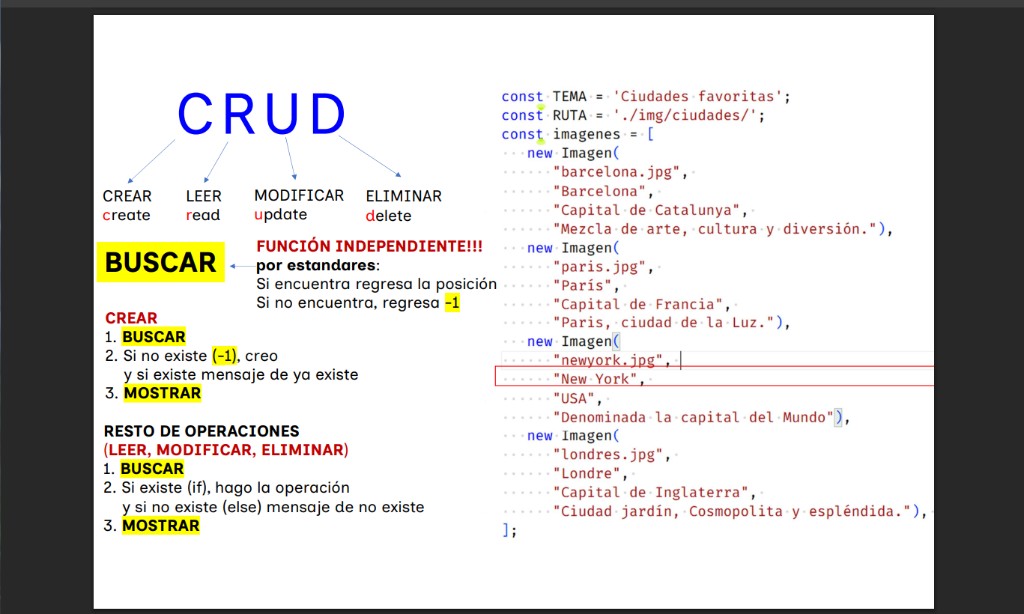 CRUD
CREAR LEER MODIFICAR ELIMINAR
create read update delete
BUSCAR
FUNCIÓN INDEPENDIENTE!!!
por estandares:
Si encuentra regresa la posición
Si no encuentra, regresa -1
CREAR
1. BUSCAR
2. Si no existe (-1), creo
y si existe mensaje de ya existe
3. MOSTRAR
RESTO DE OPERACIONES
(LEER, MODIFICAR, ELIMINAR)
1. BUSCAR
2. Si existe (if), hago la operación
y si no existe (else) mensaje de no existe
3. MOSTRAR
const TEMA = 'Ciudades favoritas';
const RUTA = './img/ciudades/';
const imagenes = [
new Imagen(
"barcelona.jpg",
"Barcelona",
"Capital de Catalunya",
"Mezcla de arte, cultura y diversión."),
new Imagen(
"paris.jpg",
"París",
"Capital de Francia",
"Paris, ciudad de la Luz."),
new Imagen(
"newyork.jpg",
"New York",
"USA",
"Denominada la capital del Mundo"),
new Imagen(
"londres.jpg",
"Londre",
"Capital de Inglaterra",
"Ciudad jardín, Cosmopolita y espléndida."),
];